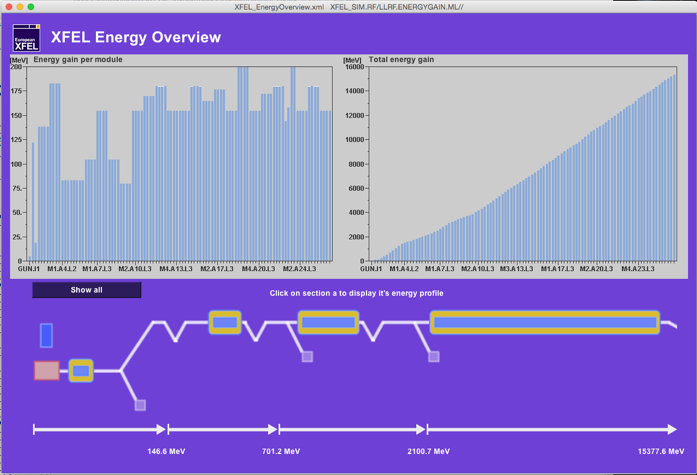 XFEL_EnergyOverview.xml XFEL_SIM.RF/LLRF.ENERGYGAIN.ML//
European
XFEL
XFEL Energy Overview
[MeV] Energy gain per module
200
175
150
125
100
75
50
25
0
GUN.I1 M1.A4.L2 M1.A7.L3 M2.A10.L3 M4.A13.L3 M2.A17.L3 M4.A20.L3 M2.A24.L3
[MeV] Total energy gain
16000
14000
12000
10000
8000
6000
4000
2000
0
GUN.I1 M1.A4.L2 M1.A7.L3 M2.A10.L3 M3.A13.L3 M1.A17.L3 M2.A20.L3 M4.A23.L3
Show all
Click on section a to display it's energy profile
146.6 MeV 701.2 MeV 2100.7 MeV 15377.6 MeV